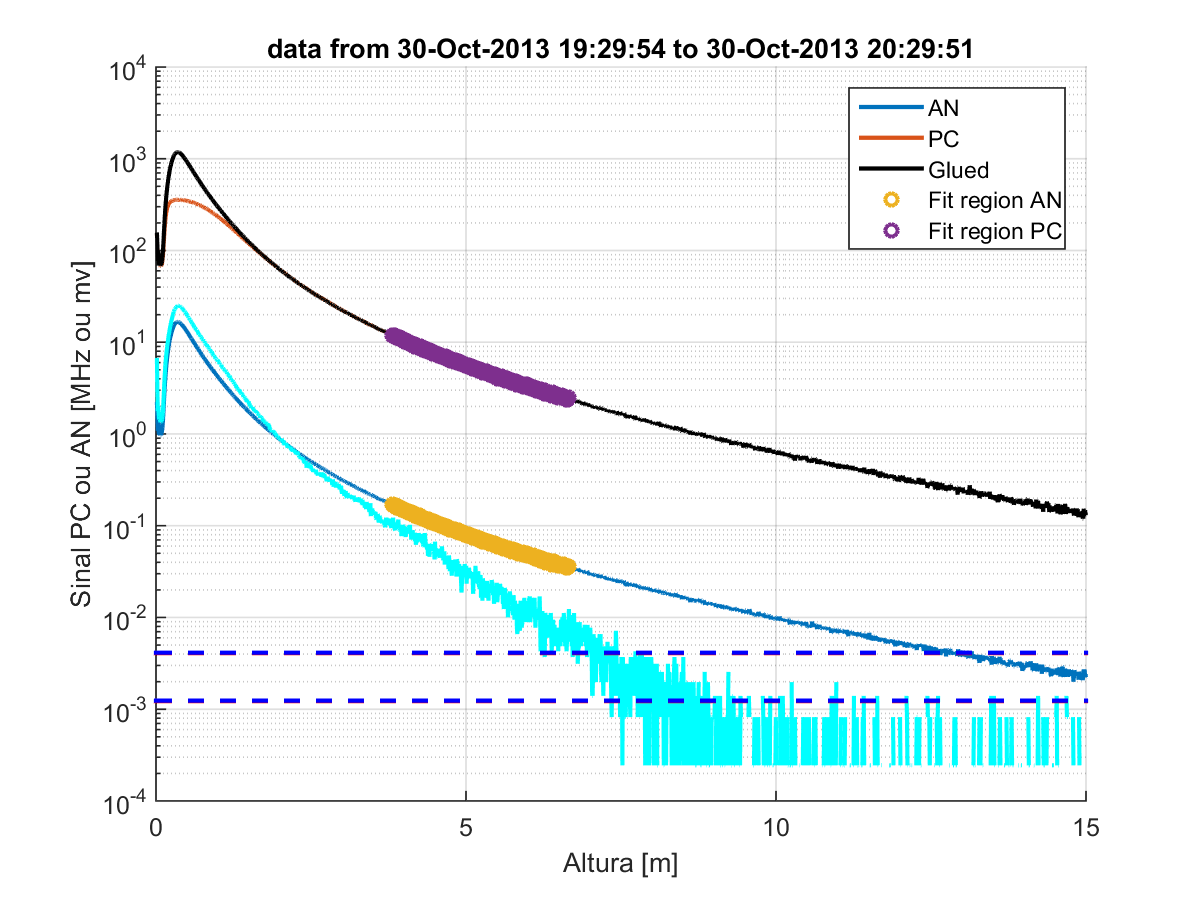 data from 30-Oct-2013 19:29:54 to 30-Oct-2013 20:29:51
Sinal PC ou AN [MHz ou mv]
10^4
10^3
10^2
10^1
10^0
10^-1
10^-2
10^-3
10^-4
AN
PC
Glued
Fit region AN
Fit region PC
0 5 10 15
Altura [m]